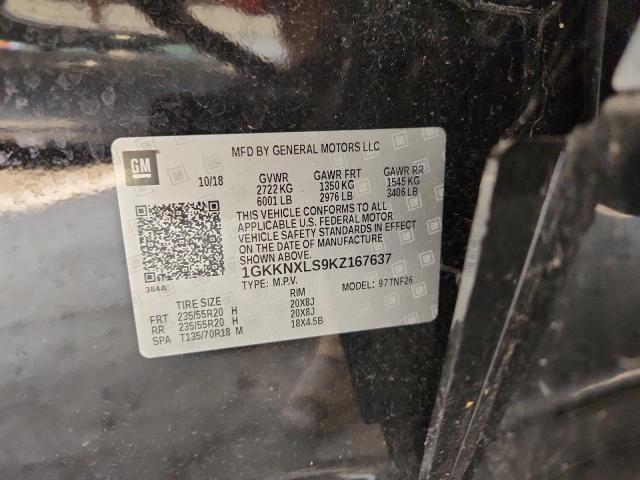 GM
MFD BY GENERAL MOTORS LLC
10/18 GVWR GAWR FRT GAWR RR
2722 KG 1350 KG 1545 KG
6001 LB 2976 LB 3406 LB
THIS VEHICLE CONFORMS TO ALL
APPLICABLE U.S. FEDERAL MOTOR
VEHICLE SAFETY STANDARDS IN EFFECT
ON THE DATE OF MANUFACTURE
SHOWN ABOVE.
1GKKNXLS9KZ167637
384A TYPE: M.P.V. MODEL: 97TNF26
TIRE SIZE RIM
FRT 235/55R20 H 20X8J
RR 235/55R20 H 20X8J
SPA T135/70R18 M 18X4.5B